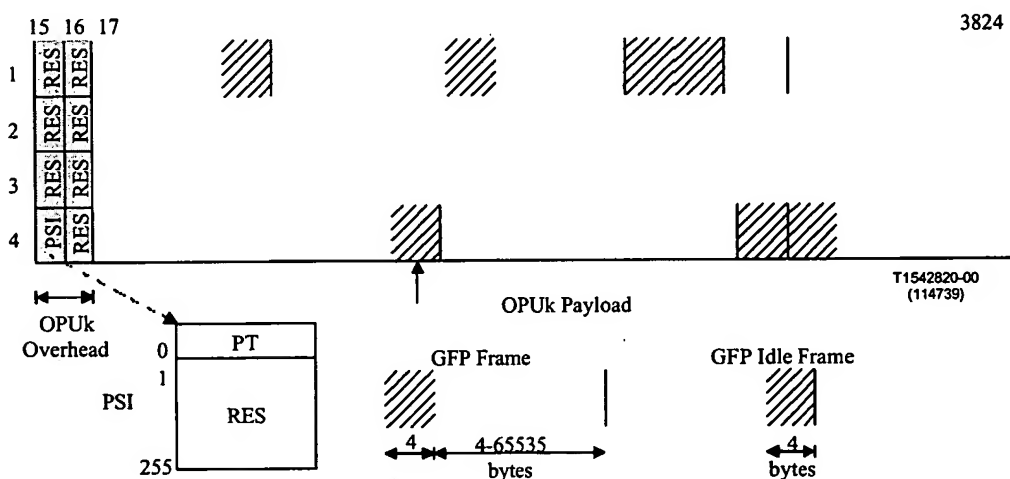 15 16 17 3824
1 RES RES
2 RES RES
3 RES RES
4 PSI RES
T1542820-00
(114739)
OPUk Payload
OPUk
Overhead
0 PT
GFP Frame GFP Idle Frame
1
PSI
RES
255
4 4-65535
bytes
4
bytes